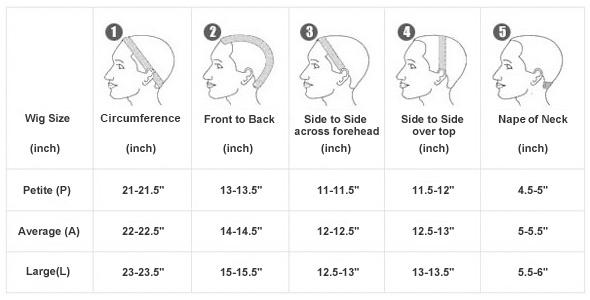 1 2 3 4 5
Wig Size Circumference Front to Back Side to Side across forehead Side to Side over top Nape of Neck
(inch) (inch) (inch) (inch) (inch) (inch)
Petite (P) 21-21.5" 13-13.5" 11-11.5" 11.5-12" 4.5-5"
Average (A) 22-22.5" 14-14.5" 12-12.5" 12.5-13" 5-5.5"
Large(L) 23-23.5" 15-15.5" 12.5-13" 13-13.5" 5.5-6"